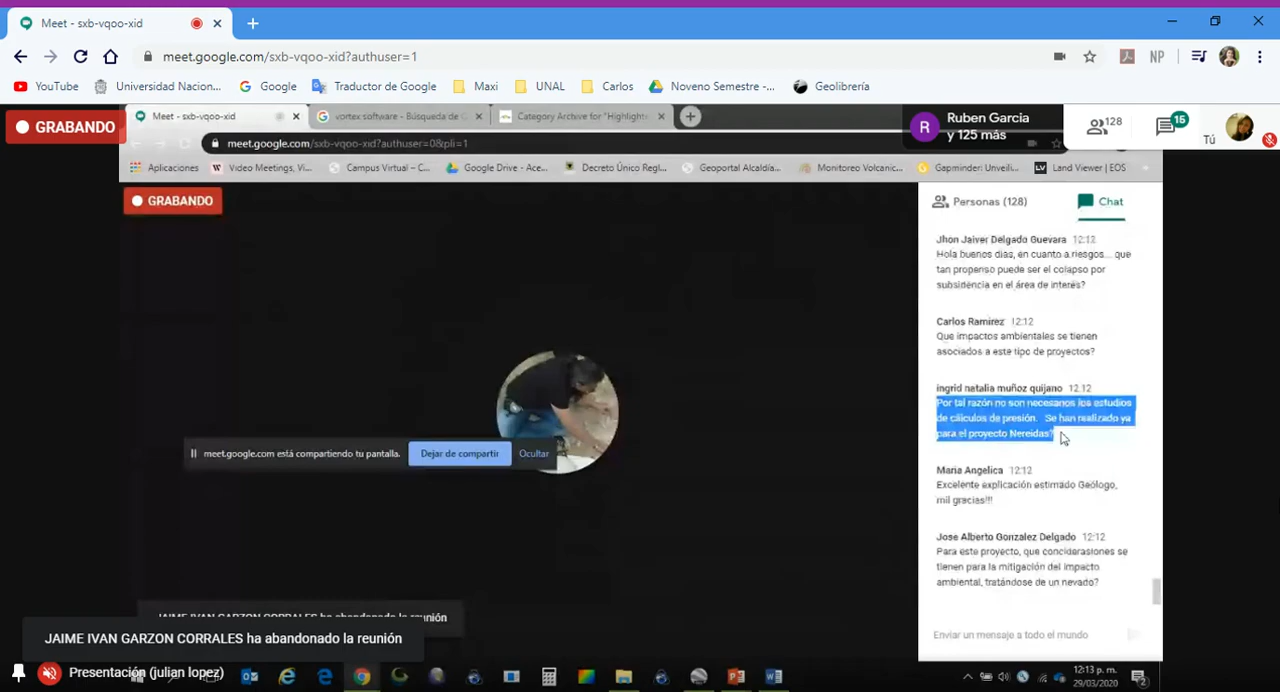 Meet - sxb-vqoo-xid
meet.google.com/sxb-vqoo-xid?authuser=1
NP
YouTube
Universidad Nacion...
Google
Traductor de Google
Maxi
UNAL
Carlos
Noveno Semestre -...
Geolibrería
GRABANDO
Meet - sxb-vqoo-xid
vortex software - Búsqueda de G
Category Archive for "Highlight
R
Ruben Garcia
y 125 más
128
15
Tú
meet.google.com/sxb-vqoo-xid?authuser=0&pli=1
Aplicaciones
Video Meetings, Vi...
Campus Virtual – C...
Google Drive - Acc...
Decreto Único Regl...
Geoportal Alcaldía...
Monitoreo Volcanic...
Gapminder: Unveili...
LV
Land Viewer | EOS
GRABANDO
Personas (128)
Chat
Jhon Jaiver Delgado Guevara 12:12
Hola buenos dias, en cuanto a riesgos... que
tan propenso puede ser el colapso por
subsidencia en el área de interés?
Carlos Ramirez 12:12
Que impactos ambientales se tienen
asociados a este tipo de proyectos?
ingrid natalia muñoz quijano 12:12
Por tal razón no son necesarios los estudios
de cálculos de presión. Se han realizado ya
para el proyecto Nereidas?
Maria Angelica 12:12
Excelente explicación estimado Geólogo,
mil gracias!!!
Jose Alberto Gonzalez Delgado 12:12
Para este proyecto, que conciderasiones se
tienen para la mitigación del impacto
ambiental, tratándose de un nevado?
Enviar un mensaje a todo el mundo
meet.google.com está compartiendo tu pantalla.
Dejar de compartir
Ocultar
JAIME IVAN GARZON CORRALES ha abandonado la reunión
JAIME IVAN GARZON CORRALES ha abandonado la reunión
Presentación (julian lopez)
12:13 p. m.
29/03/2020
2